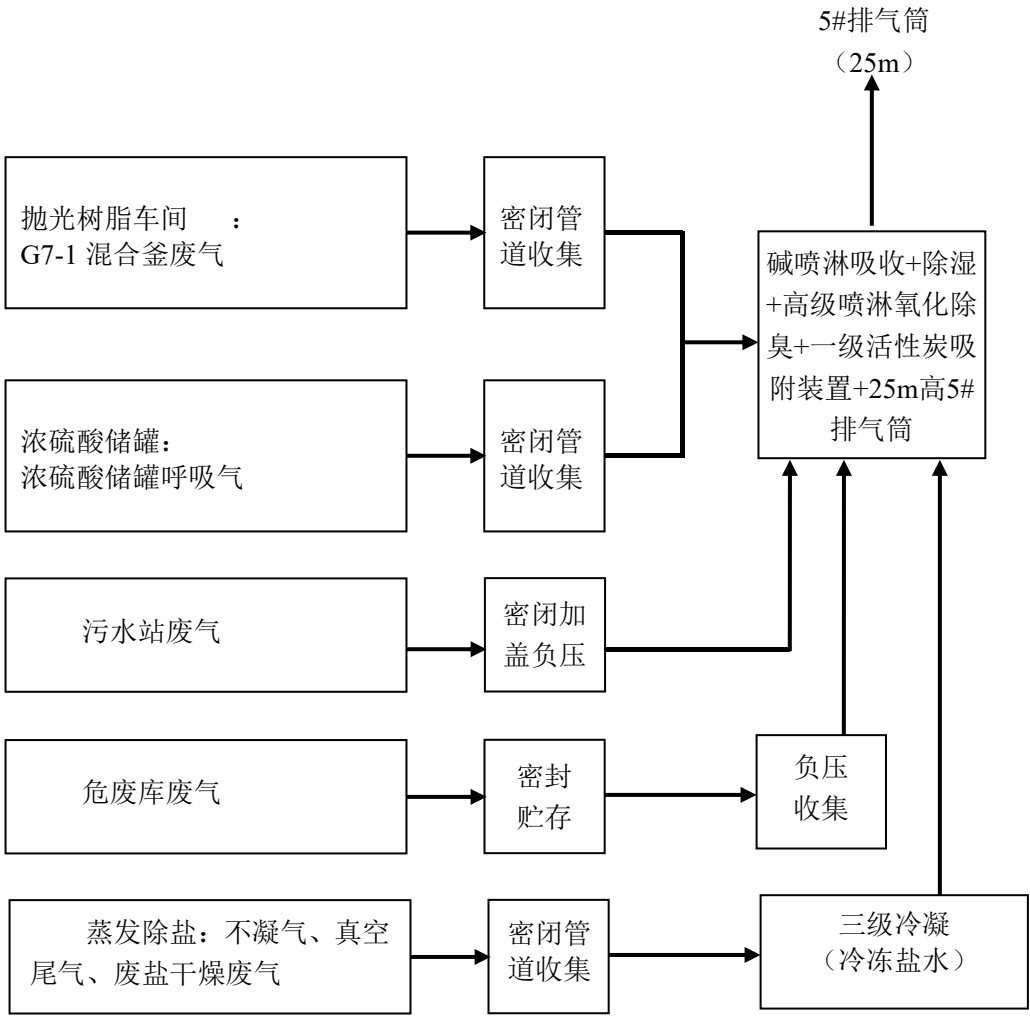 5#排气筒
（25m）
抛光树脂车间 ：
G7-1 混合釜废气
密闭管
道收集
碱喷淋吸收+除湿
+高级喷淋氧化除
臭+一级活性炭吸
附装置+25m高5#
排气筒
浓硫酸储罐：
浓硫酸储罐呼吸气
密闭管
道收集
污水站废气
密闭加
盖负压
危废库废气
密封
贮存
负压
收集
蒸发除盐：不凝气、真空
尾气、废盐干燥废气
密闭管
道收集
三级冷凝
（冷冻盐水）